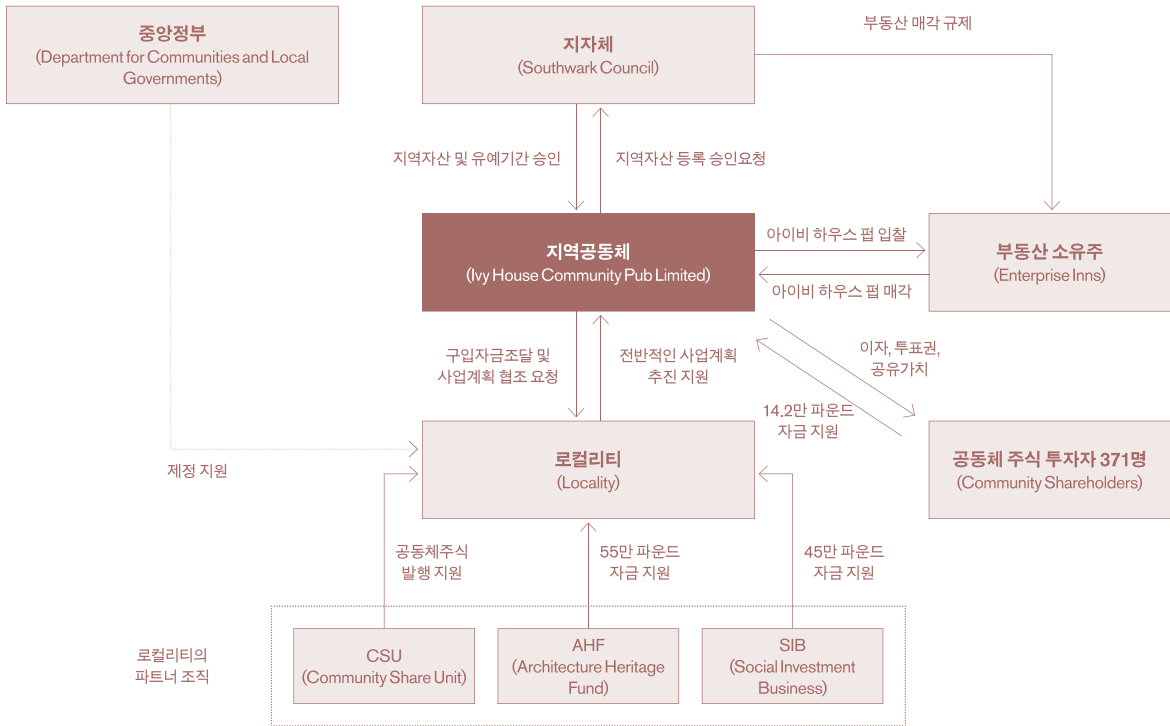 중앙정부
(Department for Communities and Local
Governments)
지자체
(Southwark Council)
부동산 매각 규제
지역자산 및 유예기간 승인
지역자산 등록 승인요청
지역공동체
(Ivy House Community Pub Limited)
아이비 하우스 펍 입찰
아이비 하우스 펍 매각
부동산 소유주
(Enterprise Inns)
구입자금조달 및
사업계획 협조 요청
전반적인 사업계획
추진 지원
이자, 투표권,
공유가치
14.2만 파운드
자금 지원
제정 지원
로컬리티
(Locality)
공동체 주식 투자자 371명
(Community Shareholders)
공동체주식
발행 지원
55만 파운드
자금 지원
45만 파운드
자금 지원
로컬리티의
파트너 조직
CSU
(Community Share Unit)
AHF
(Architecture Heritage
Fund)
SIB
(Social Investment
Business)